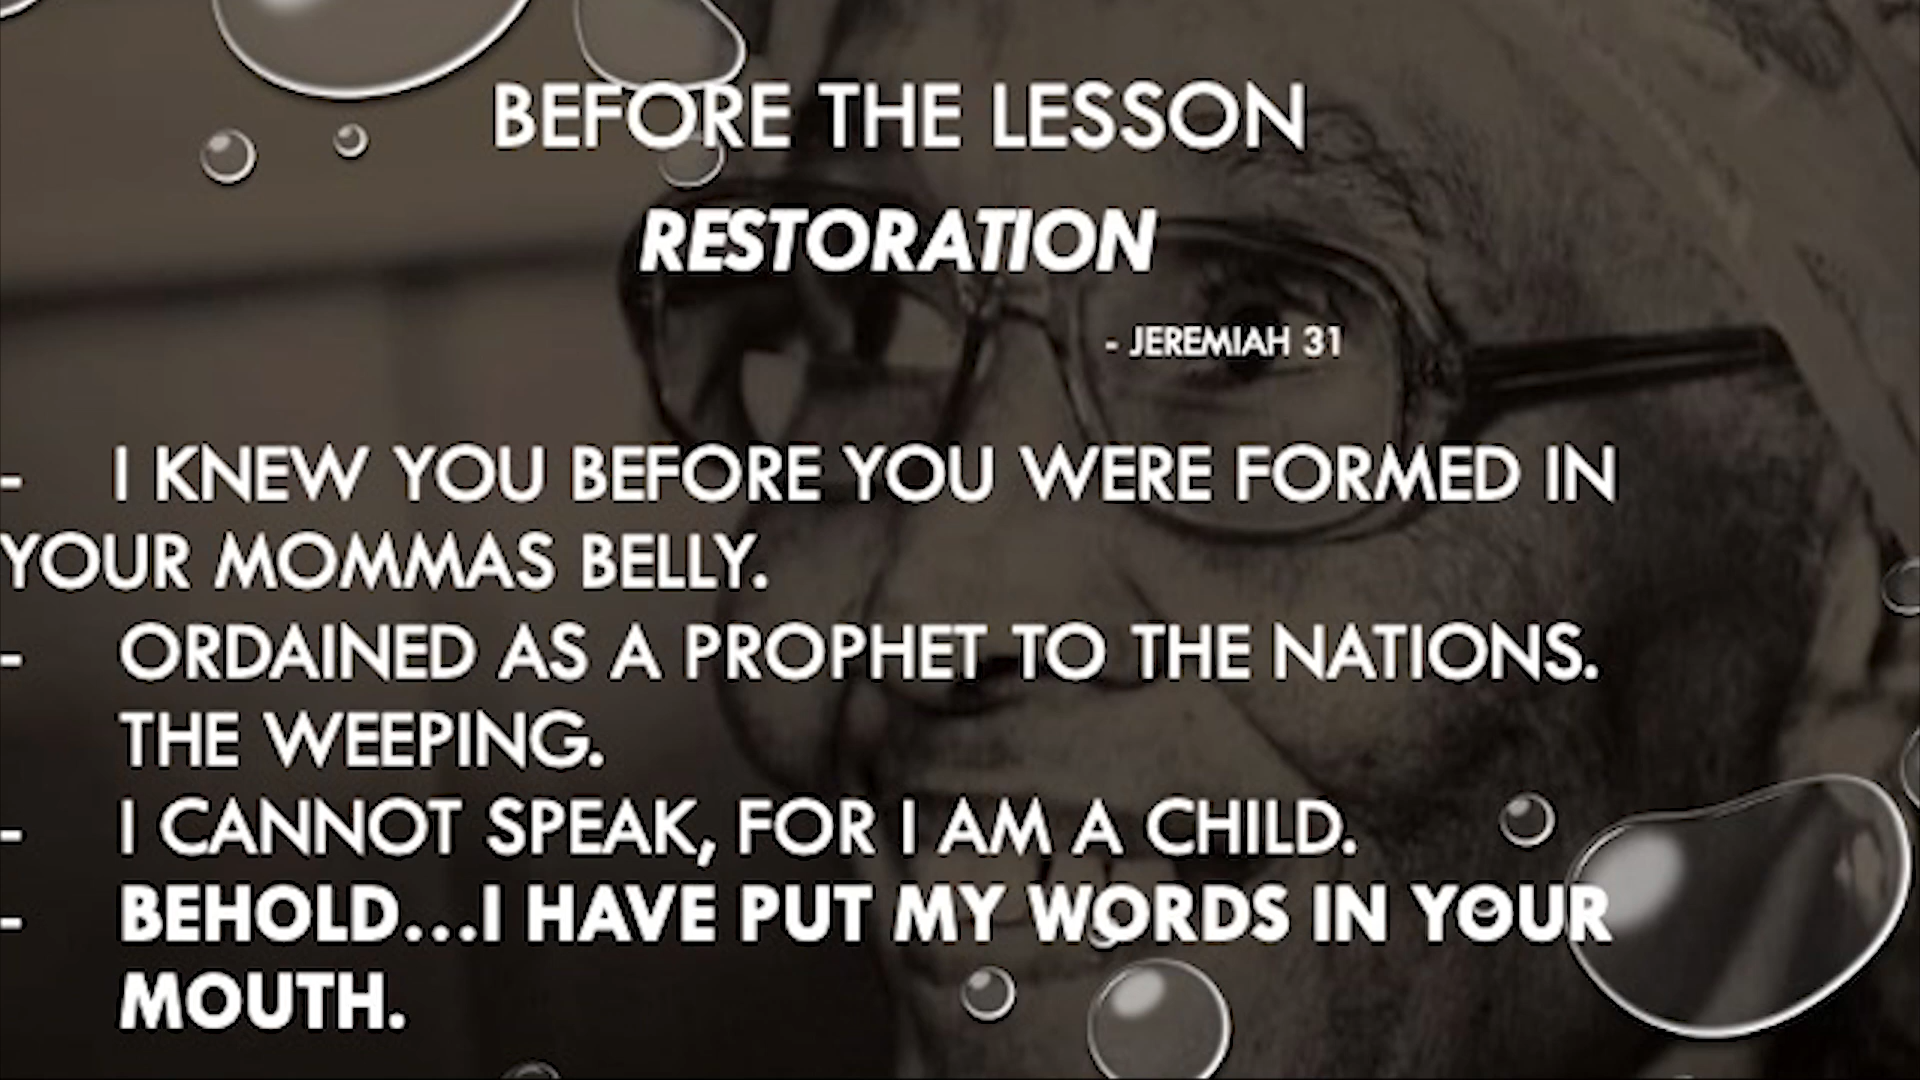 BEFORE THE LESSON
RESTORATION
- JEREMIAH 31
- I KNEW YOU BEFORE YOU WERE FORMED IN
YOUR MOMMAS BELLY.
- ORDAINED AS A PROPHET TO THE NATIONS.
THE WEEPING.
- I CANNOT SPEAK, FOR I AM A CHILD.
- BEHOLD...I HAVE PUT MY WORDS IN YOUR
MOUTH.